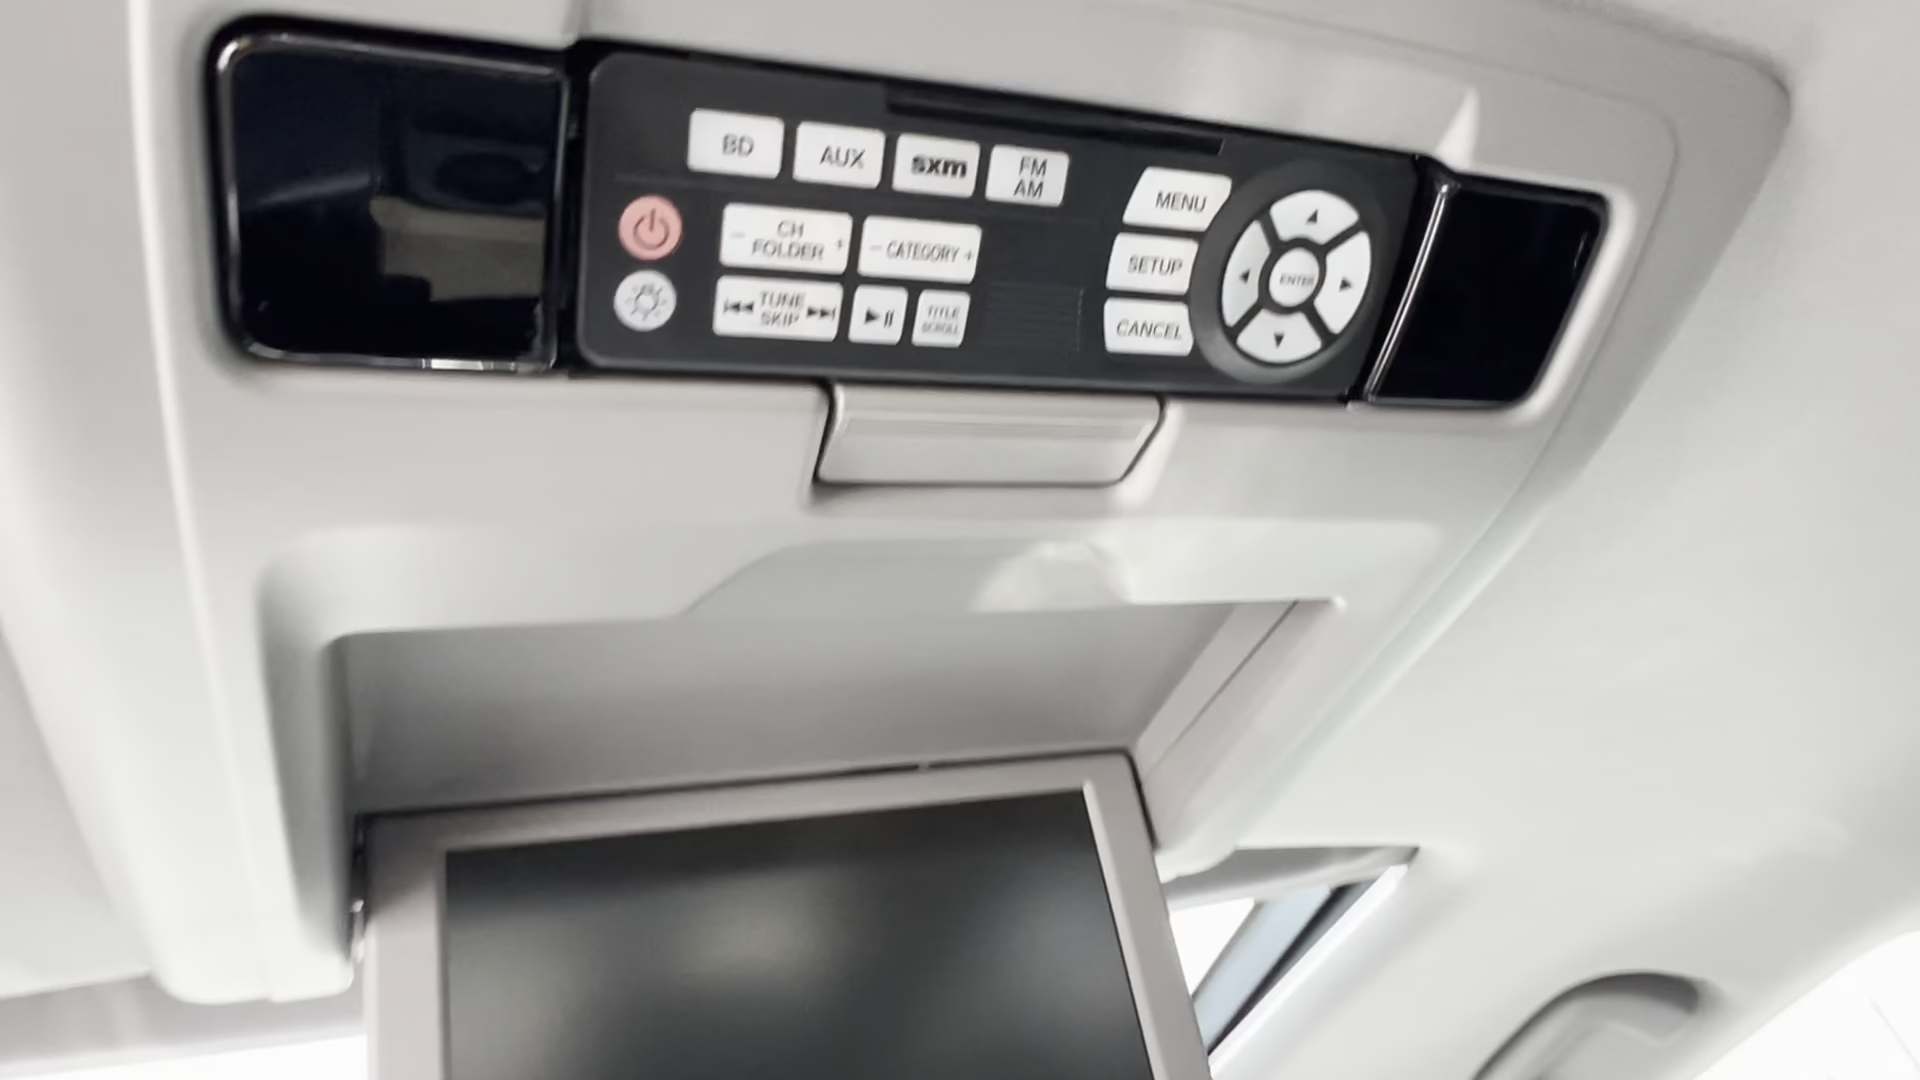 BD
AUX
sxm
FM
AM
MENU
- CH +
FOLDER
- CATEGORY +
SETUP
ENTER
TUNE
SKIP
TITLE
SCROLL
CANCEL